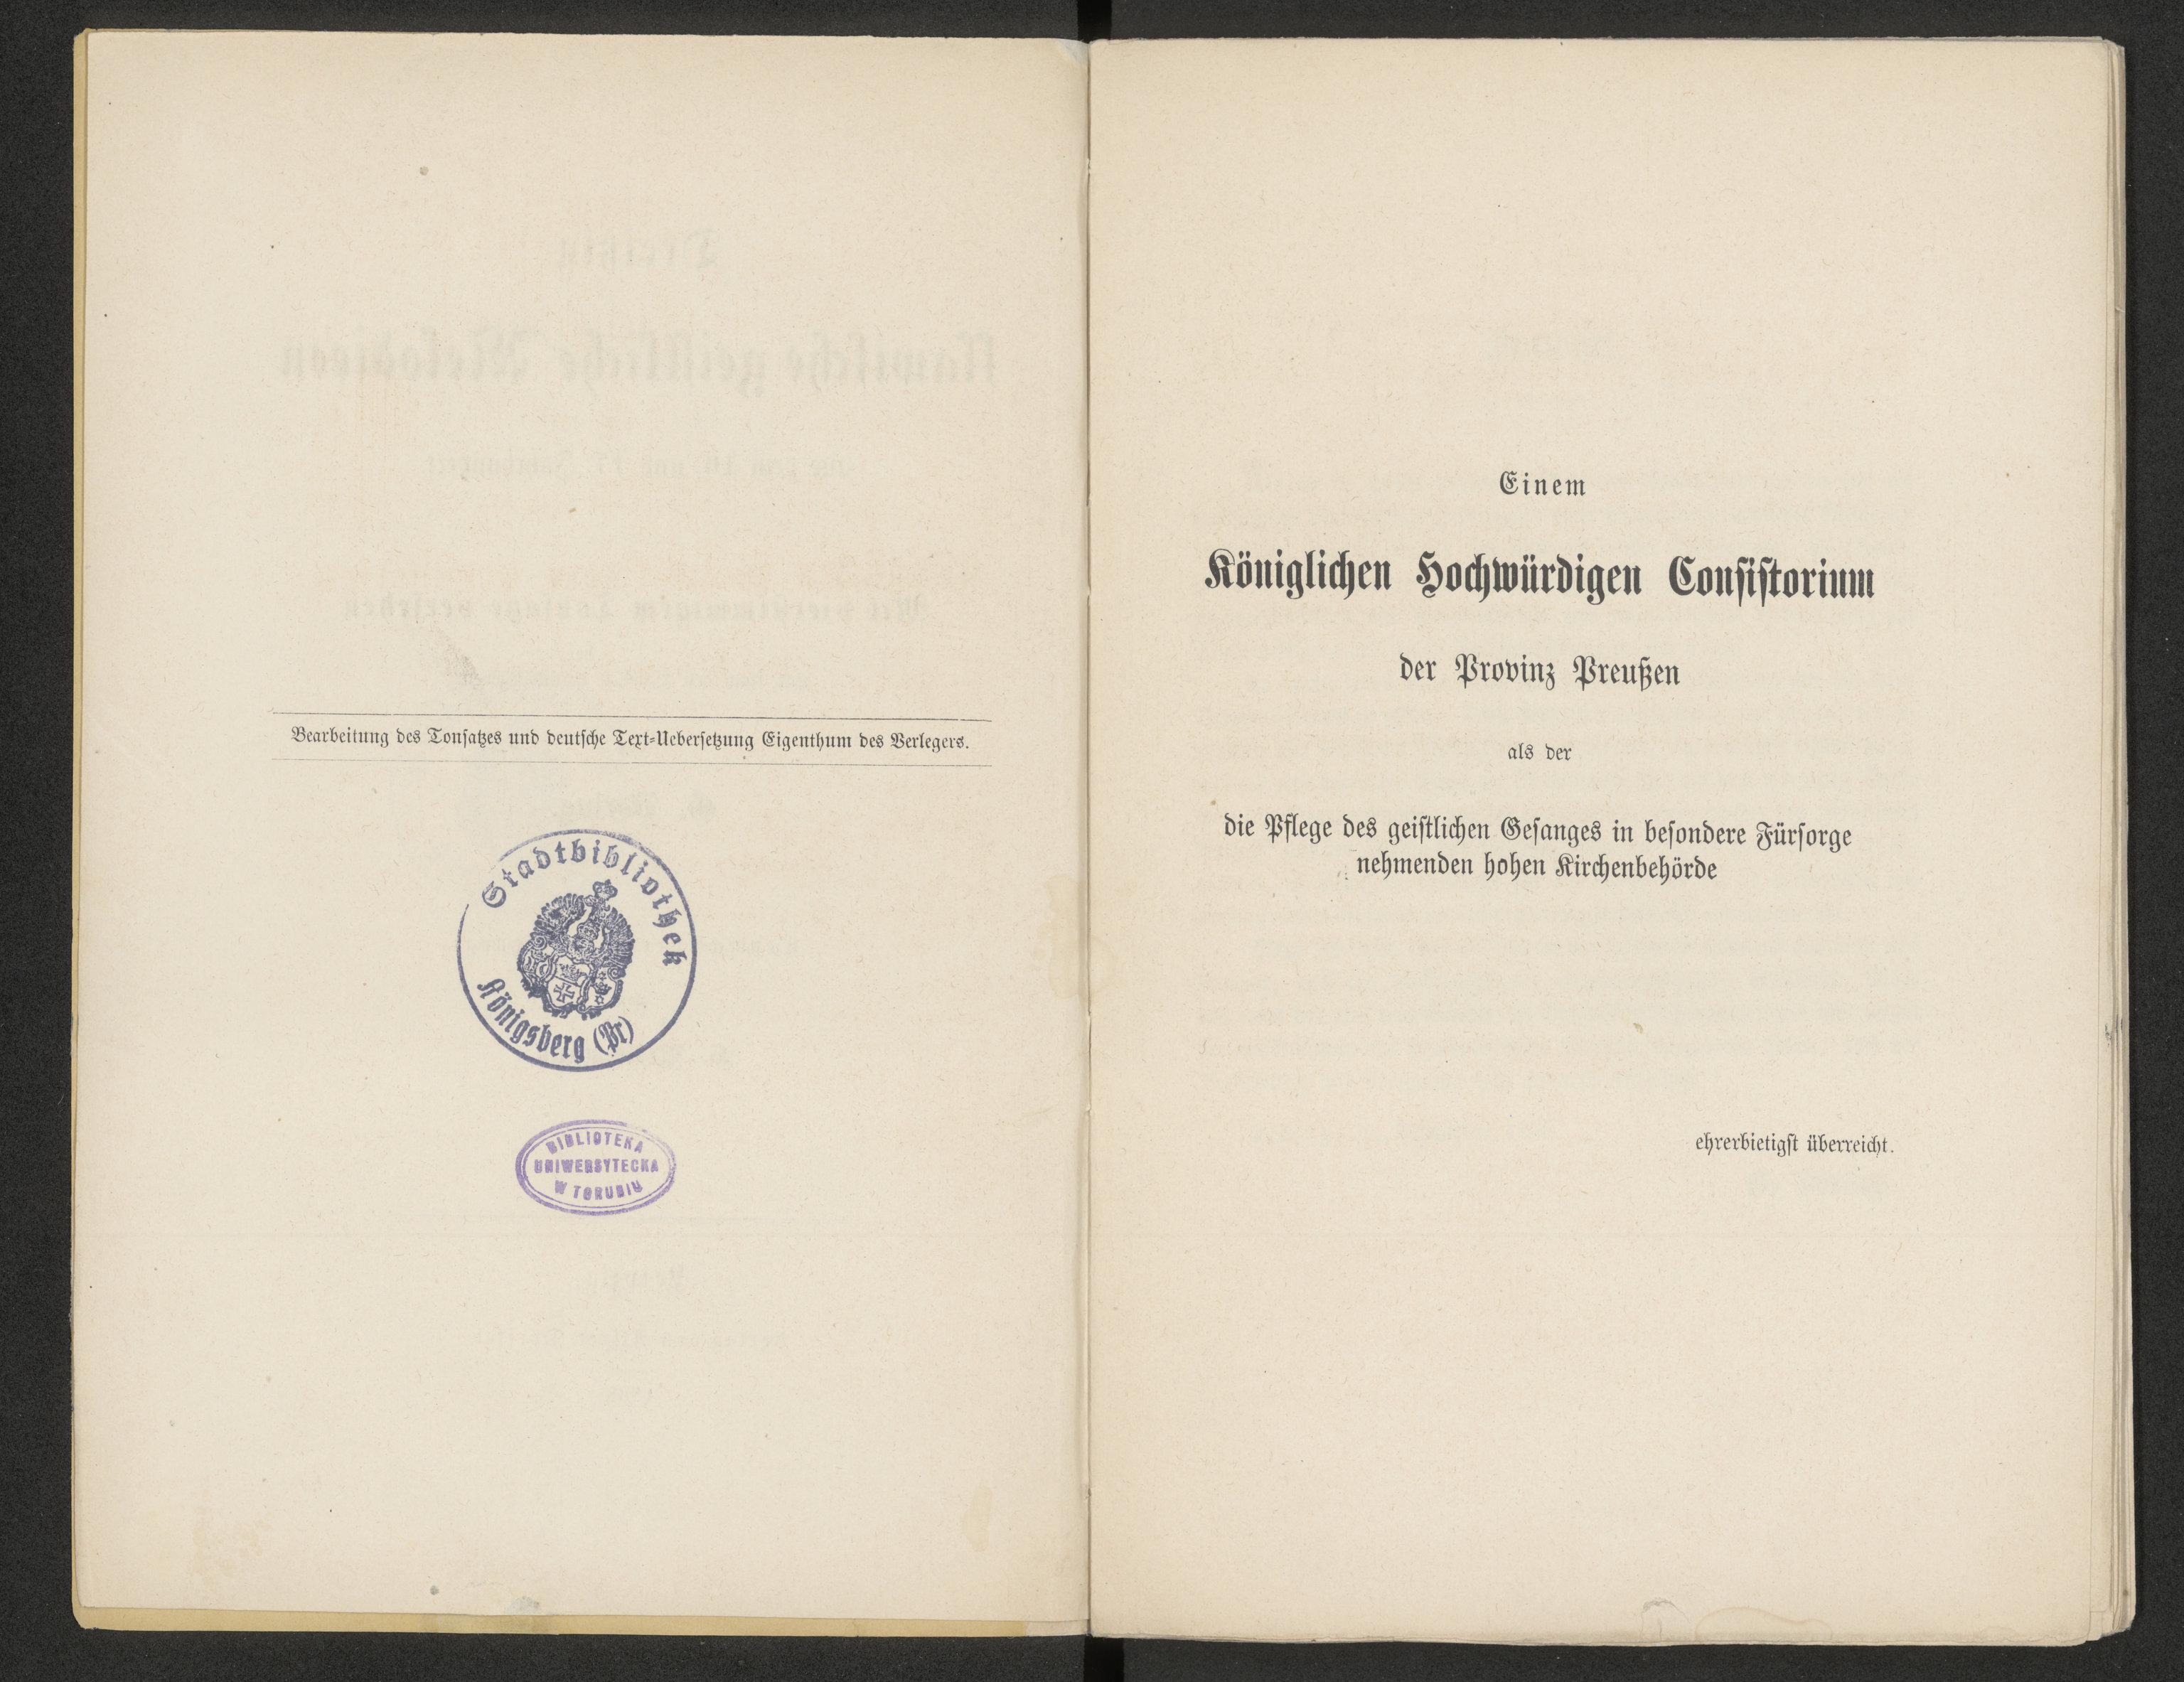 Bearbeitung des Tonsatzes und deutsche Text-Uebersetzung Eigenthum des Verlegers.
Stadtbibliothek
Königsberg (Pr)
BIBLIOTEKA
UNIWERSYTECKA
W TORUNIU
Einem
Königlichen Hochwürdigen Consistorium
der Provinz Preußen
als der
die Pflege des geistlichen Gesanges in besondere Fürsorge
nehmenden hohen Kirchenbehörde
ehrerbietigst überreicht.